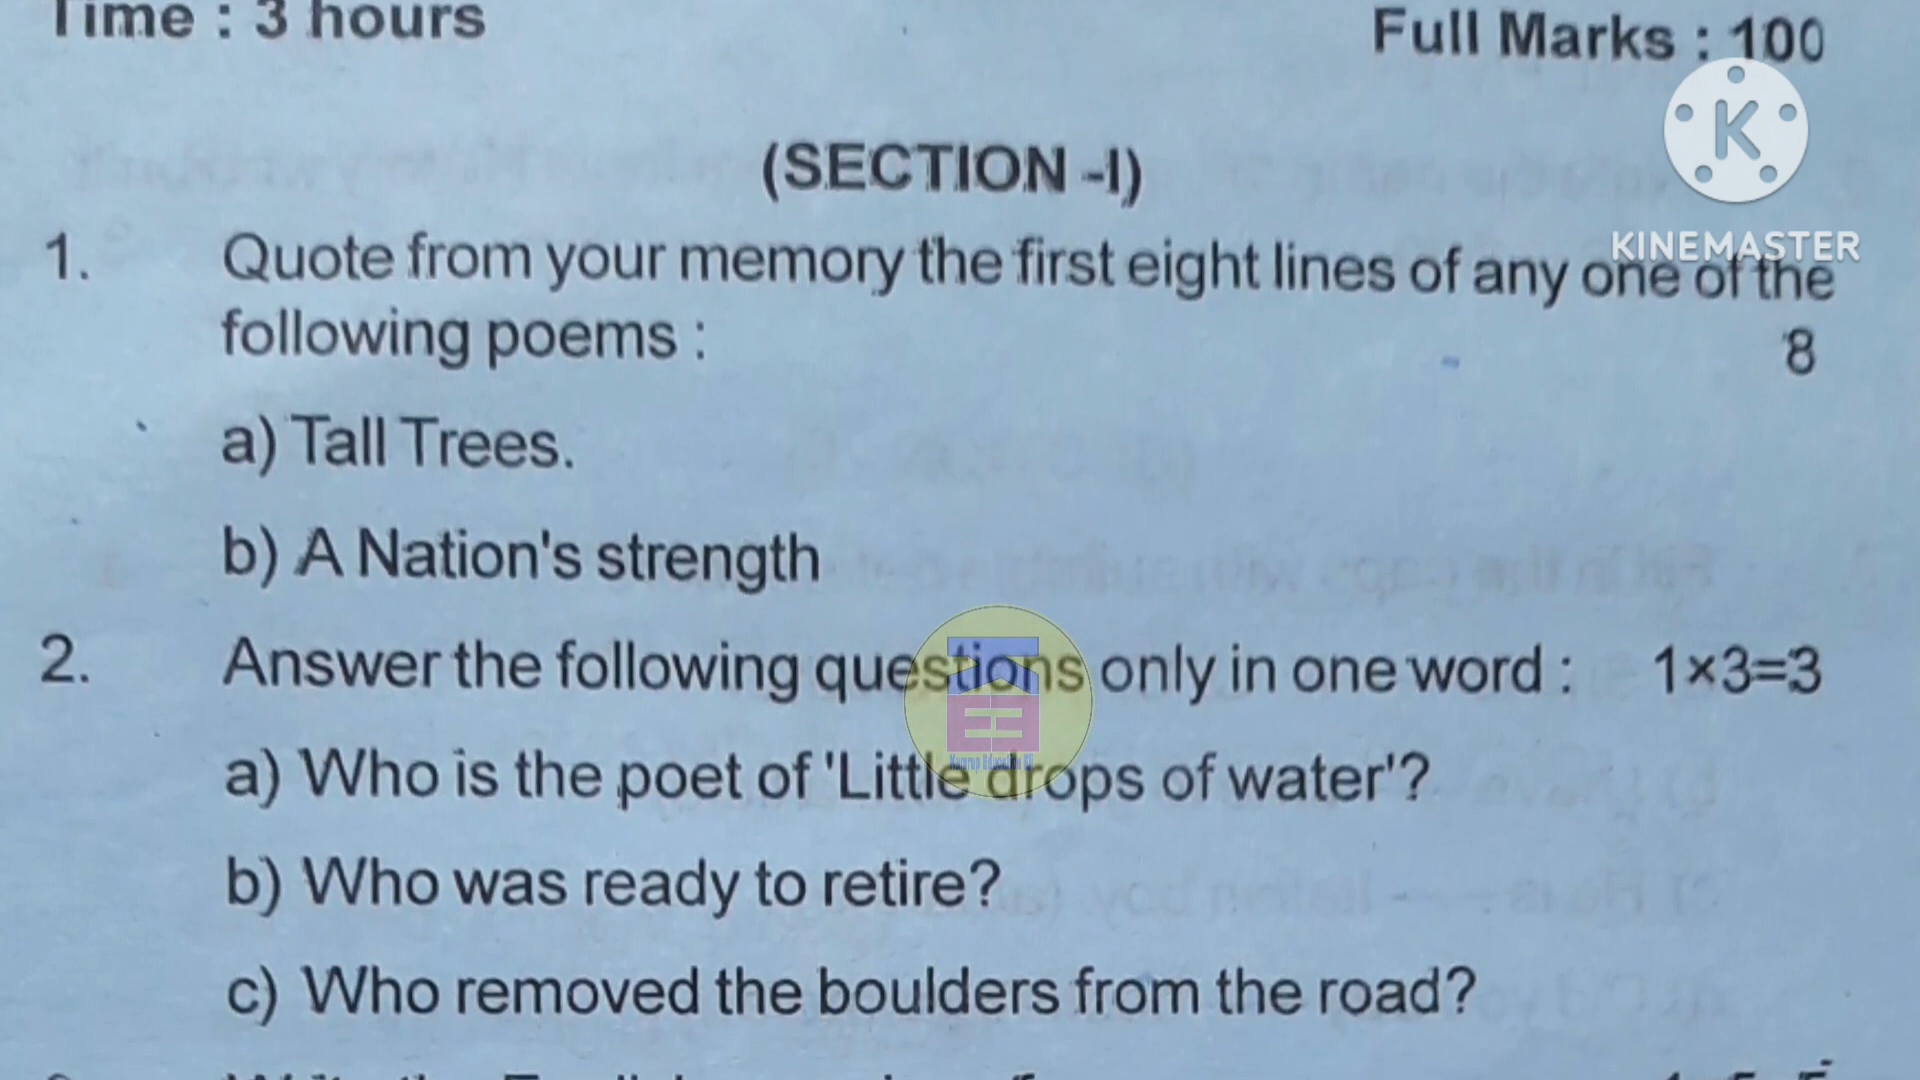 Time : 3 hours
Full Marks : 100
KINEMASTER
(SECTION -I)
1. Quote from your memory the first eight lines of any one of the
following poems : 8
a) Tall Trees.
b) A Nation's strength
2. Answer the following questions only in one word : 1×3=3
a) Who is the poet of 'Little drops of water'?
b) Who was ready to retire?
c) Who removed the boulders from the road?